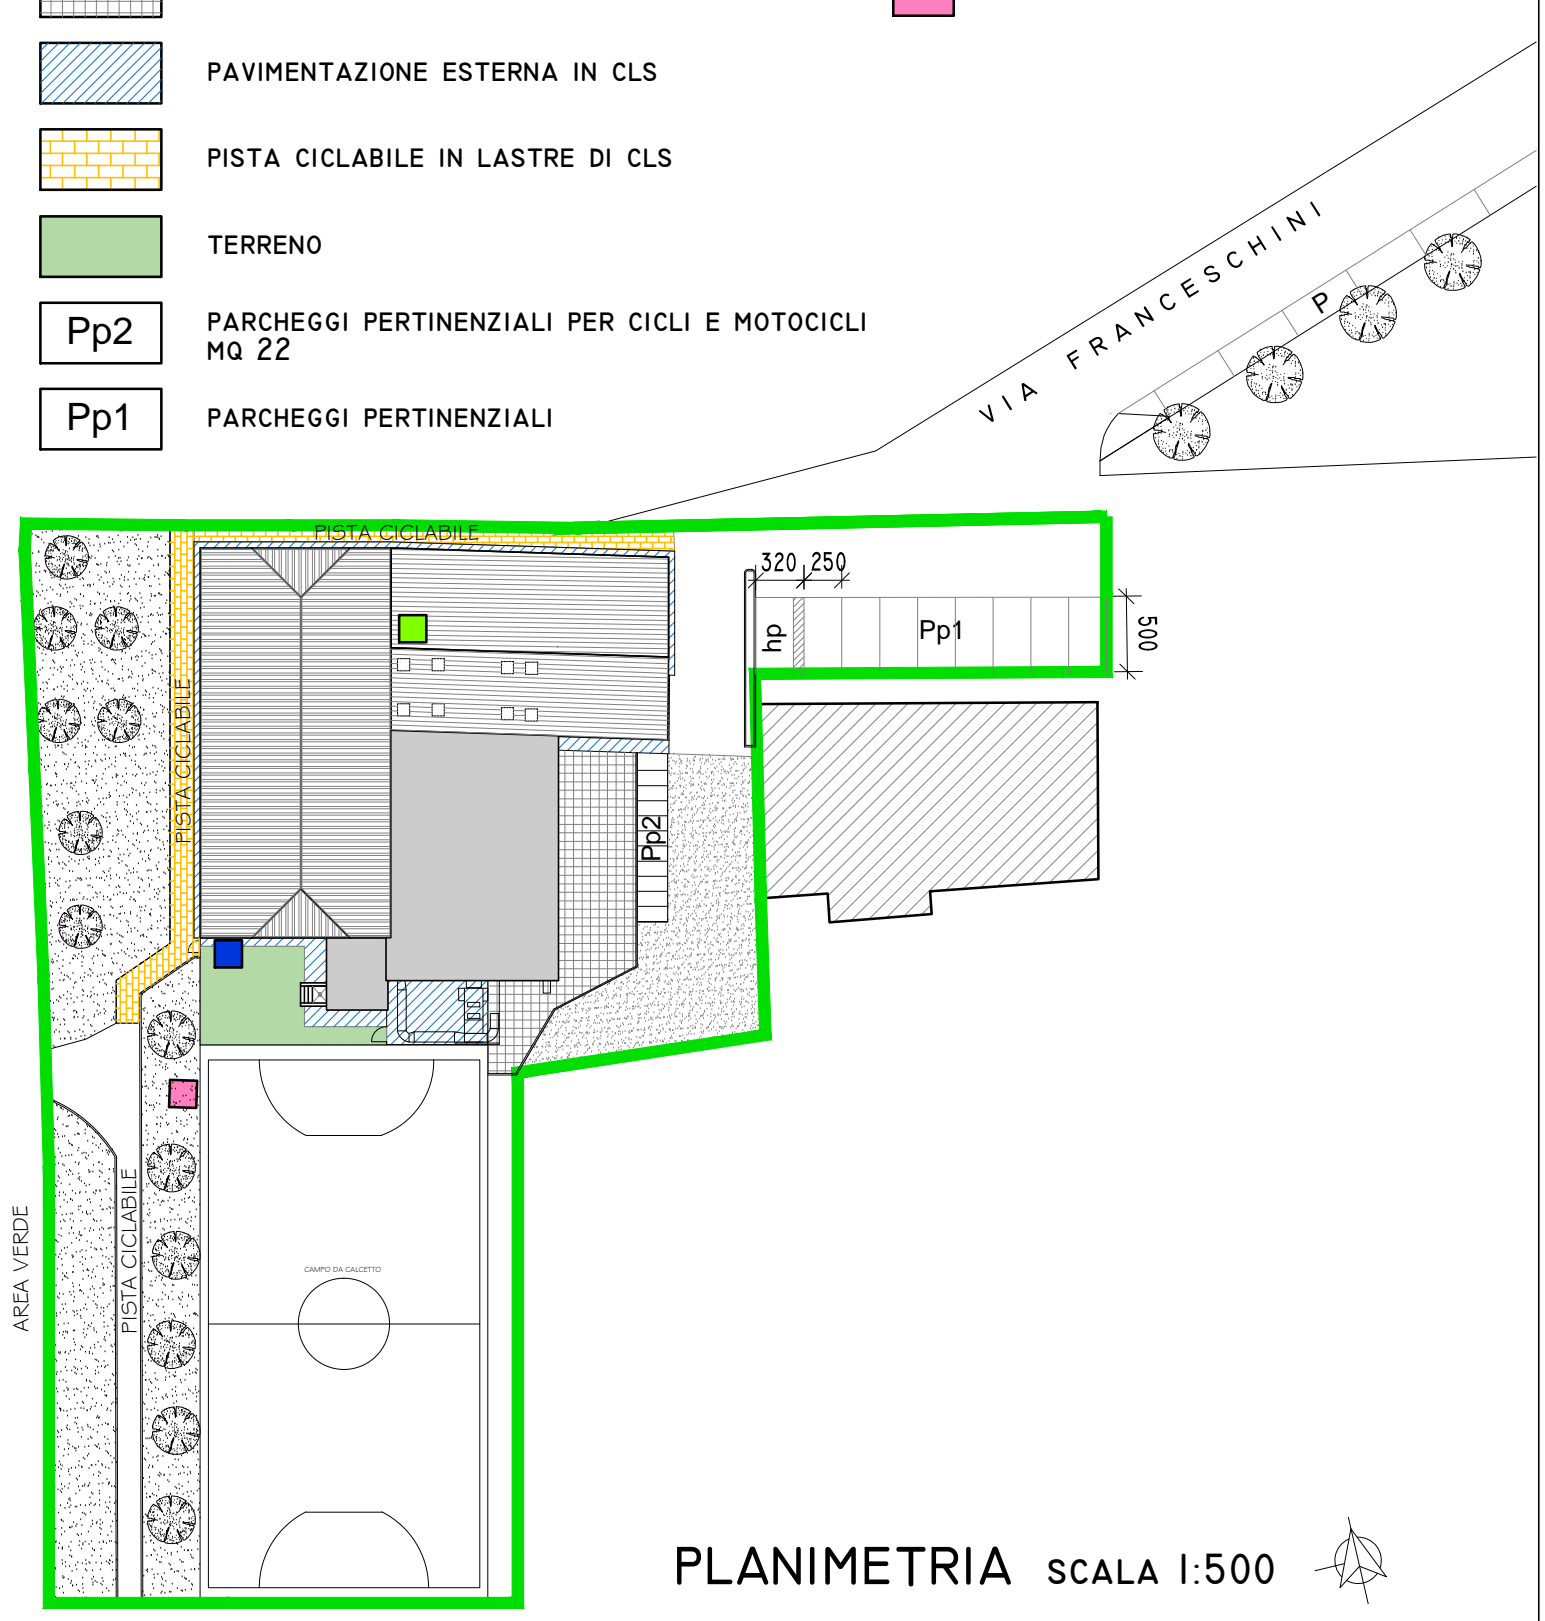 PAVIMENTAZIONE ESTERNA IN CLS
PISTA CICLABILE IN LASTRE DI CLS
TERRENO
Pp2
PARCHEGGI PERTINENZIALI PER CICLI E MOTOCICLI
MQ 22
Pp1
PARCHEGGI PERTINENZIALI
VIA FRANCESCHINI
P
PISTA CICLABILE
320
250
hp
Pp1
500
PISTA CICLABILE
Pp2
AREA VERDE
PISTA CICLABILE
CAMPO DA CALCETTO
PLANIMETRIA SCALA 1:500